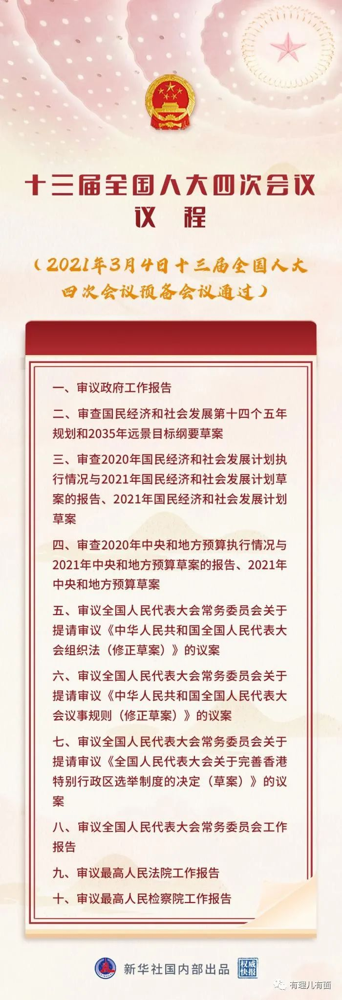 十三届全国人大四次会议
议 程
（2021年3月4日十三届全国人大
四次会议预备会议通过）
一、审议政府工作报告
二、审查国民经济和社会发展第十四个五年
规划和2035年远景目标纲要草案
三、审查2020年国民经济和社会发展计划执
行情况与2021年国民经济和社会发展计划草
案的报告、2021年国民经济和社会发展计划
草案
四、审查2020年中央和地方预算执行情况与
2021年中央和地方预算草案的报告、2021年
中央和地方预算草案
五、审议全国人民代表大会常务委员会关于
提请审议《中华人民共和国全国人民代表大
会组织法（修正草案）》的议案
六、审议全国人民代表大会常务委员会关于
提请审议《中华人民共和国全国人民代表大
会议事规则（修正草案）》的议案
七、审议全国人民代表大会常务委员会关于
提请审议《全国人民代表大会关于完善香港
特别行政区选举制度的决定（草案）》的议
案
八、审议全国人民代表大会常务委员会工作
报告
九、审议最高人民法院工作报告
十、审议最高人民检察院工作报告
XINHUA
新华社国内部出品
权威
快报
有理儿有面